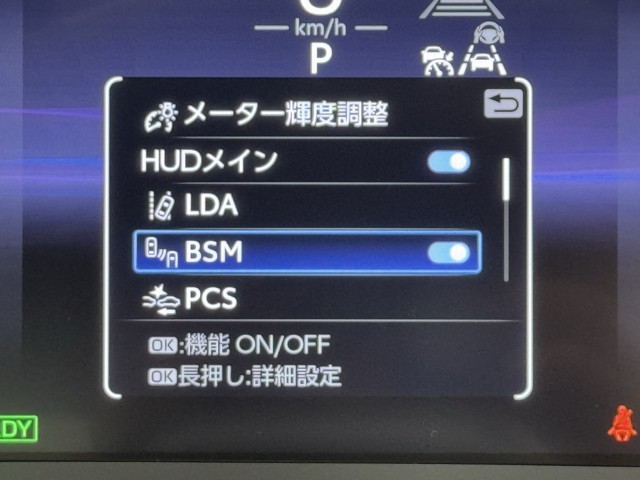 km/h
P
メーター輝度調整
HUDメイン
LDA
BSM
PCS
OK:機能 ON/OFF
OK長押し:詳細設定
DY